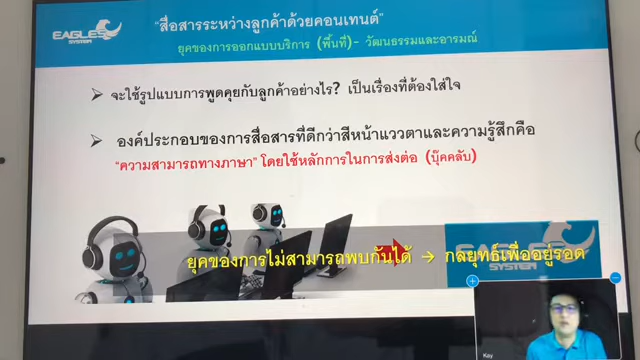 EAGLES
SYSTEM
"สื่อสารระหว่างลูกค้าด้วยคอนเทนต์"
ยุคของการออกแบบบริการ (พื้นที่)- วัฒนธรรมและอารมณ์
จะใช้รูปแบบการพูดคุยกับลูกค้าอย่างไร? เป็นเรื่องที่ต้องใส่ใจ
องค์ประกอบของการสื่อสารที่ดีกว่าสีหน้าแววตาและความรู้สึกคือ
"ความสามารถทางภาษา" โดยใช้หลักการในการส่งต่อ (บุ๊คคลับ)
EAGLES
SYSTEM
ยุคของการไม่สามารถพบกันได้ → กลยุทธ์เพื่ออยู่รอด
Kay